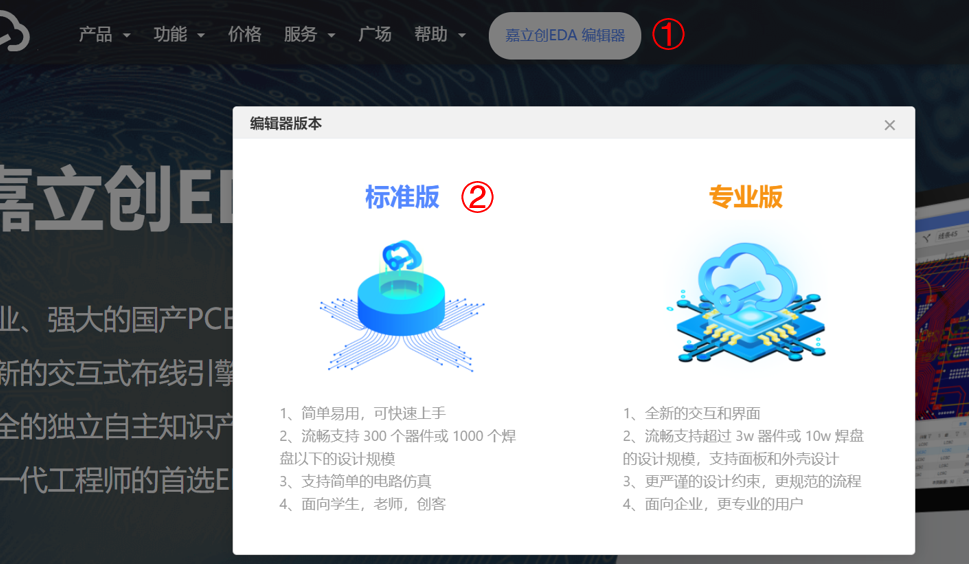 产品 功能 价格 服务 广场 帮助 嘉立创EDA 编辑器 ①
编辑器版本
嘉立创E
标准版 ②
专业版
业、强大的国产PCE
新的交互式布线引擎
全的独立自主知识产
一代工程师的首选E
1、简单易用，可快速上手
2、流畅支持 300 个器件或 1000 个焊
盘以下的设计规模
3、支持简单的电路仿真
4、面向学生，老师，创客
1、全新的交互和界面
2、流畅支持超过 3w 器件或 10w 焊盘
的设计规模，支持面板和外壳设计
3、更严谨的设计约束，更规范的流程
4、面向企业，更专业的用户